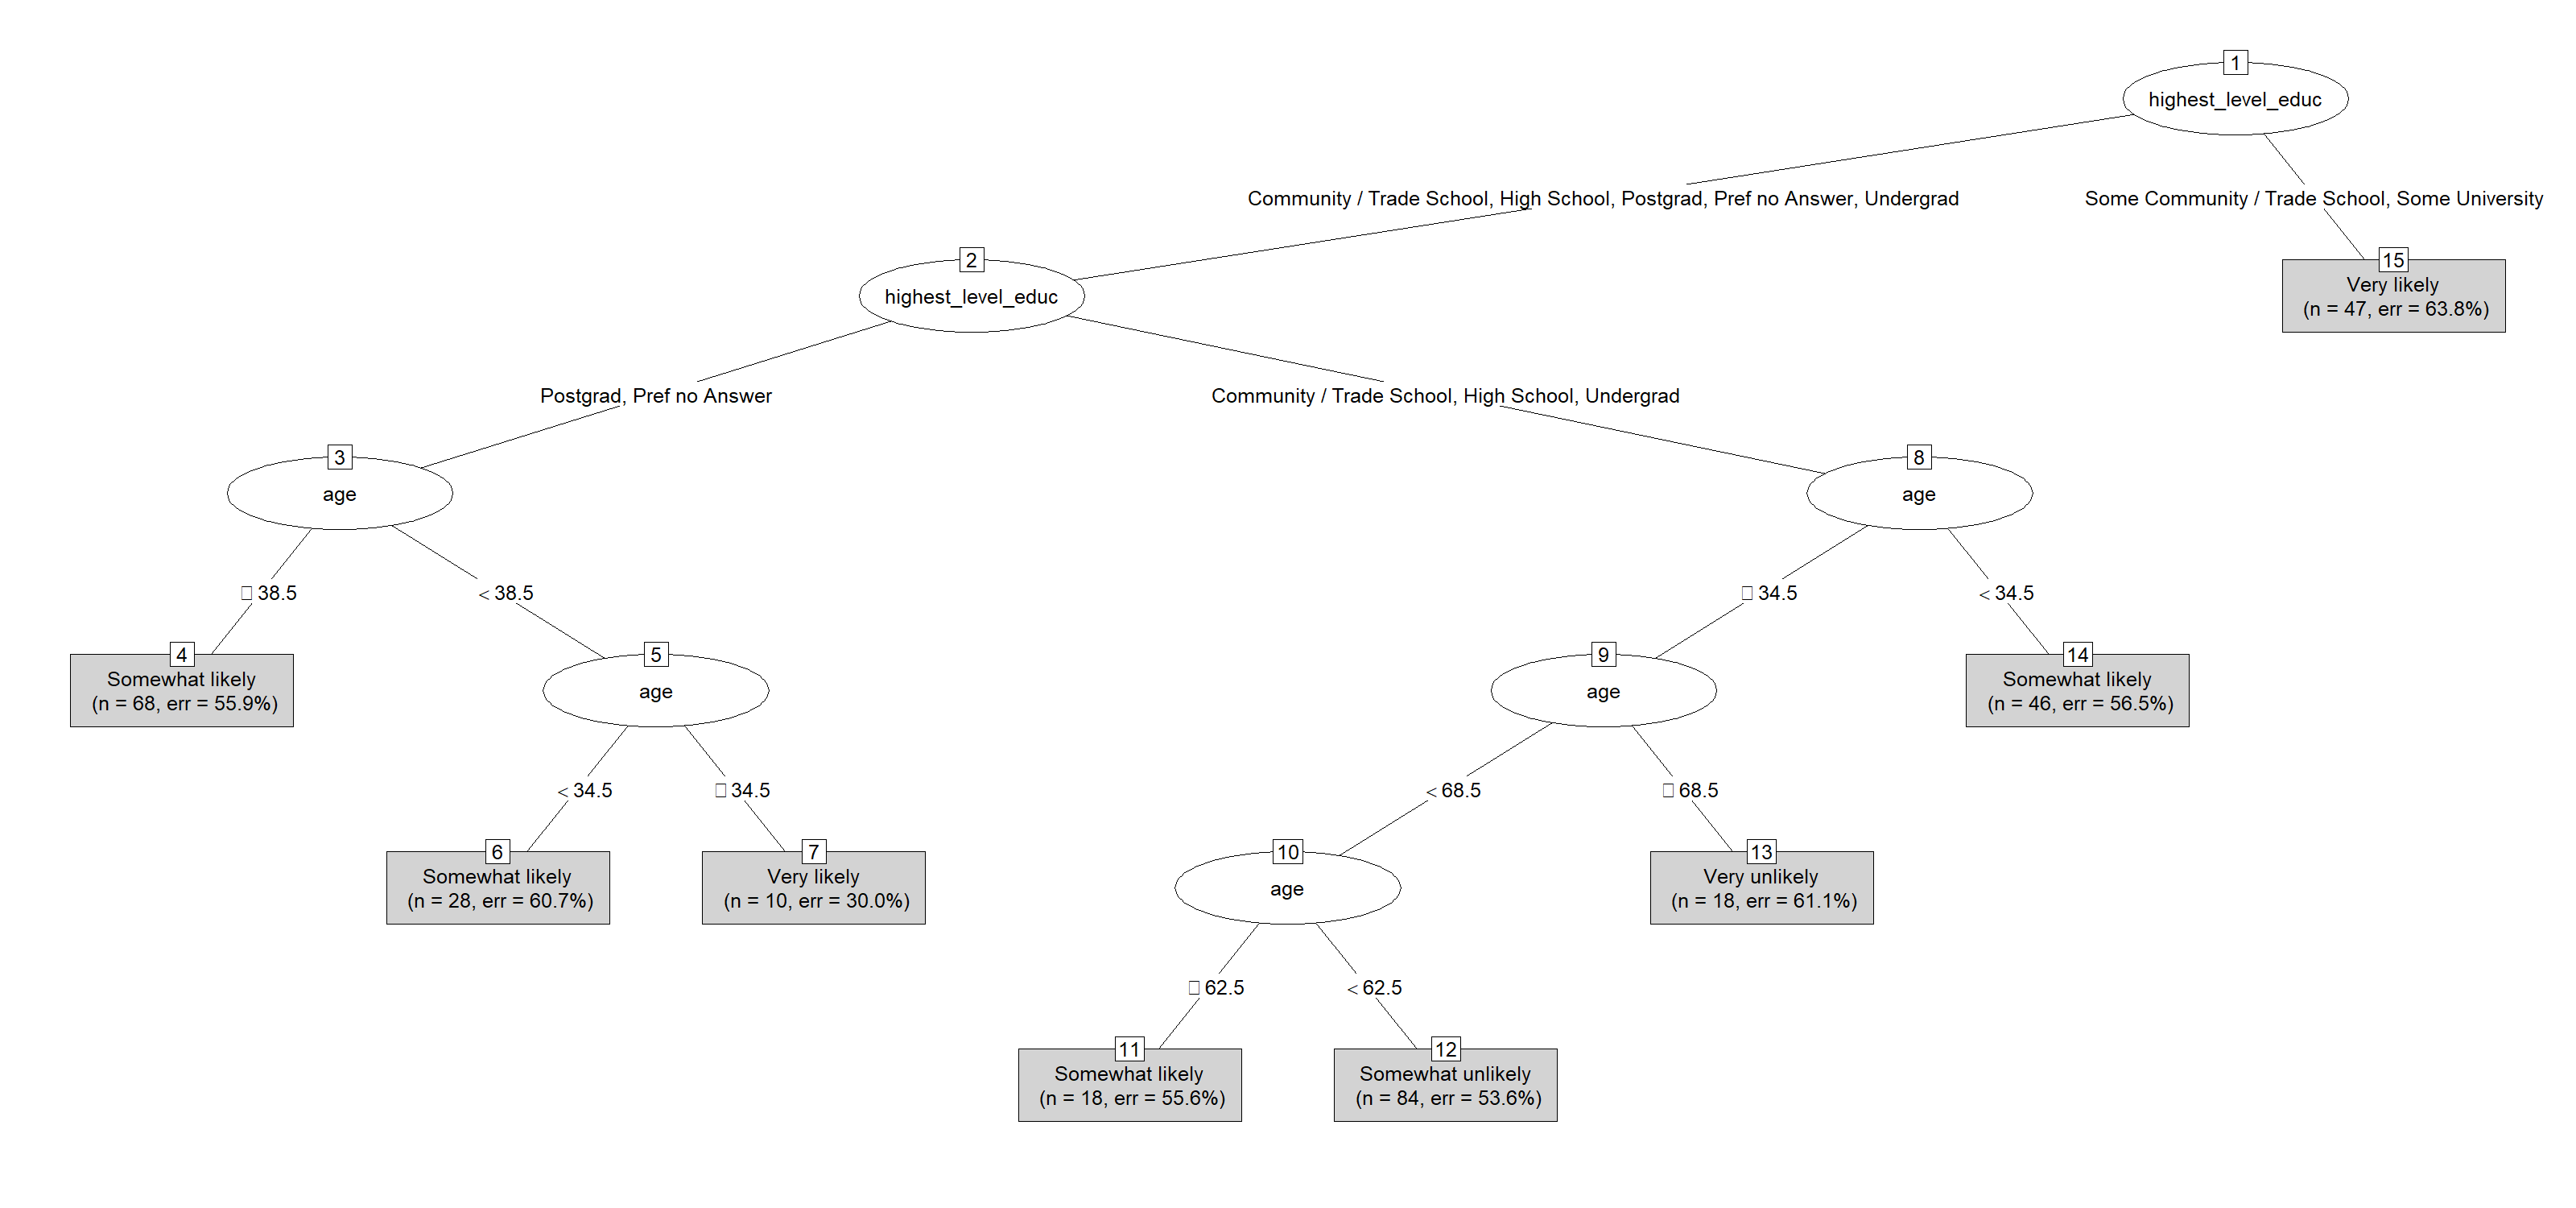 1
highest_level_educ
Community / Trade School, High School, Postgrad, Pref no Answer, Undergrad
Some Community / Trade School, Some University
2
highest_level_educ
15
Very likely
(n = 47, err = 63.8%)
Postgrad, Pref no Answer
Community / Trade School, High School, Undergrad
3
age
8
age
□ 38.5
< 38.5
□ 34.5
< 34.5
4
Somewhat likely
(n = 68, err = 55.9%)
5
age
9
age
14
Somewhat likely
(n = 46, err = 56.5%)
< 34.5
□ 34.5
< 68.5
□ 68.5
6
Somewhat likely
(n = 28, err = 60.7%)
7
Very likely
(n = 10, err = 30.0%)
10
age
13
Very unlikely
(n = 18, err = 61.1%)
□ 62.5
< 62.5
11
Somewhat likely
(n = 18, err = 55.6%)
12
Somewhat unlikely
(n = 84, err = 53.6%)